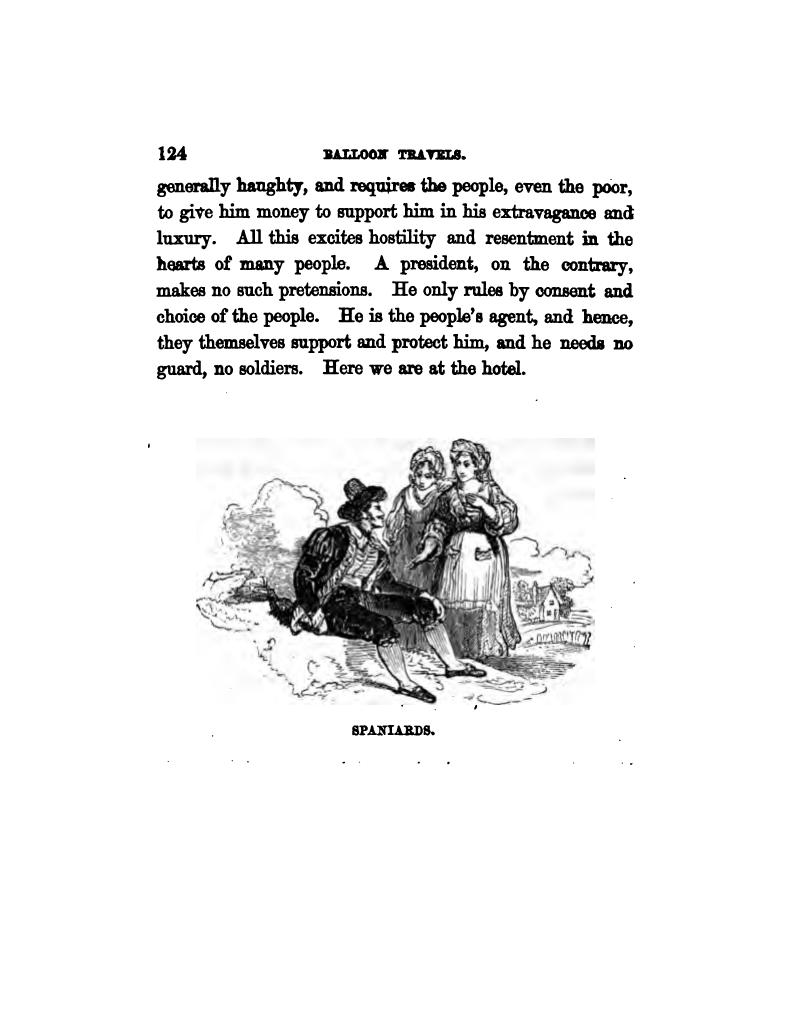 124
BALLOON TRAVELS.
generally haughty, and requires the people, even the poor,
to give him money to support him in his extravagance and
luxury. All this excites hostility and resentment in the
hearts of many people. A president, on the contrary,
makes no such pretensions. He only rules by consent and
choice of the people. He is the people's agent, and hence,
they themselves support and protect him, and he needs no
guard, no soldiers. Here we are at the hotel.
SPANIARDS.